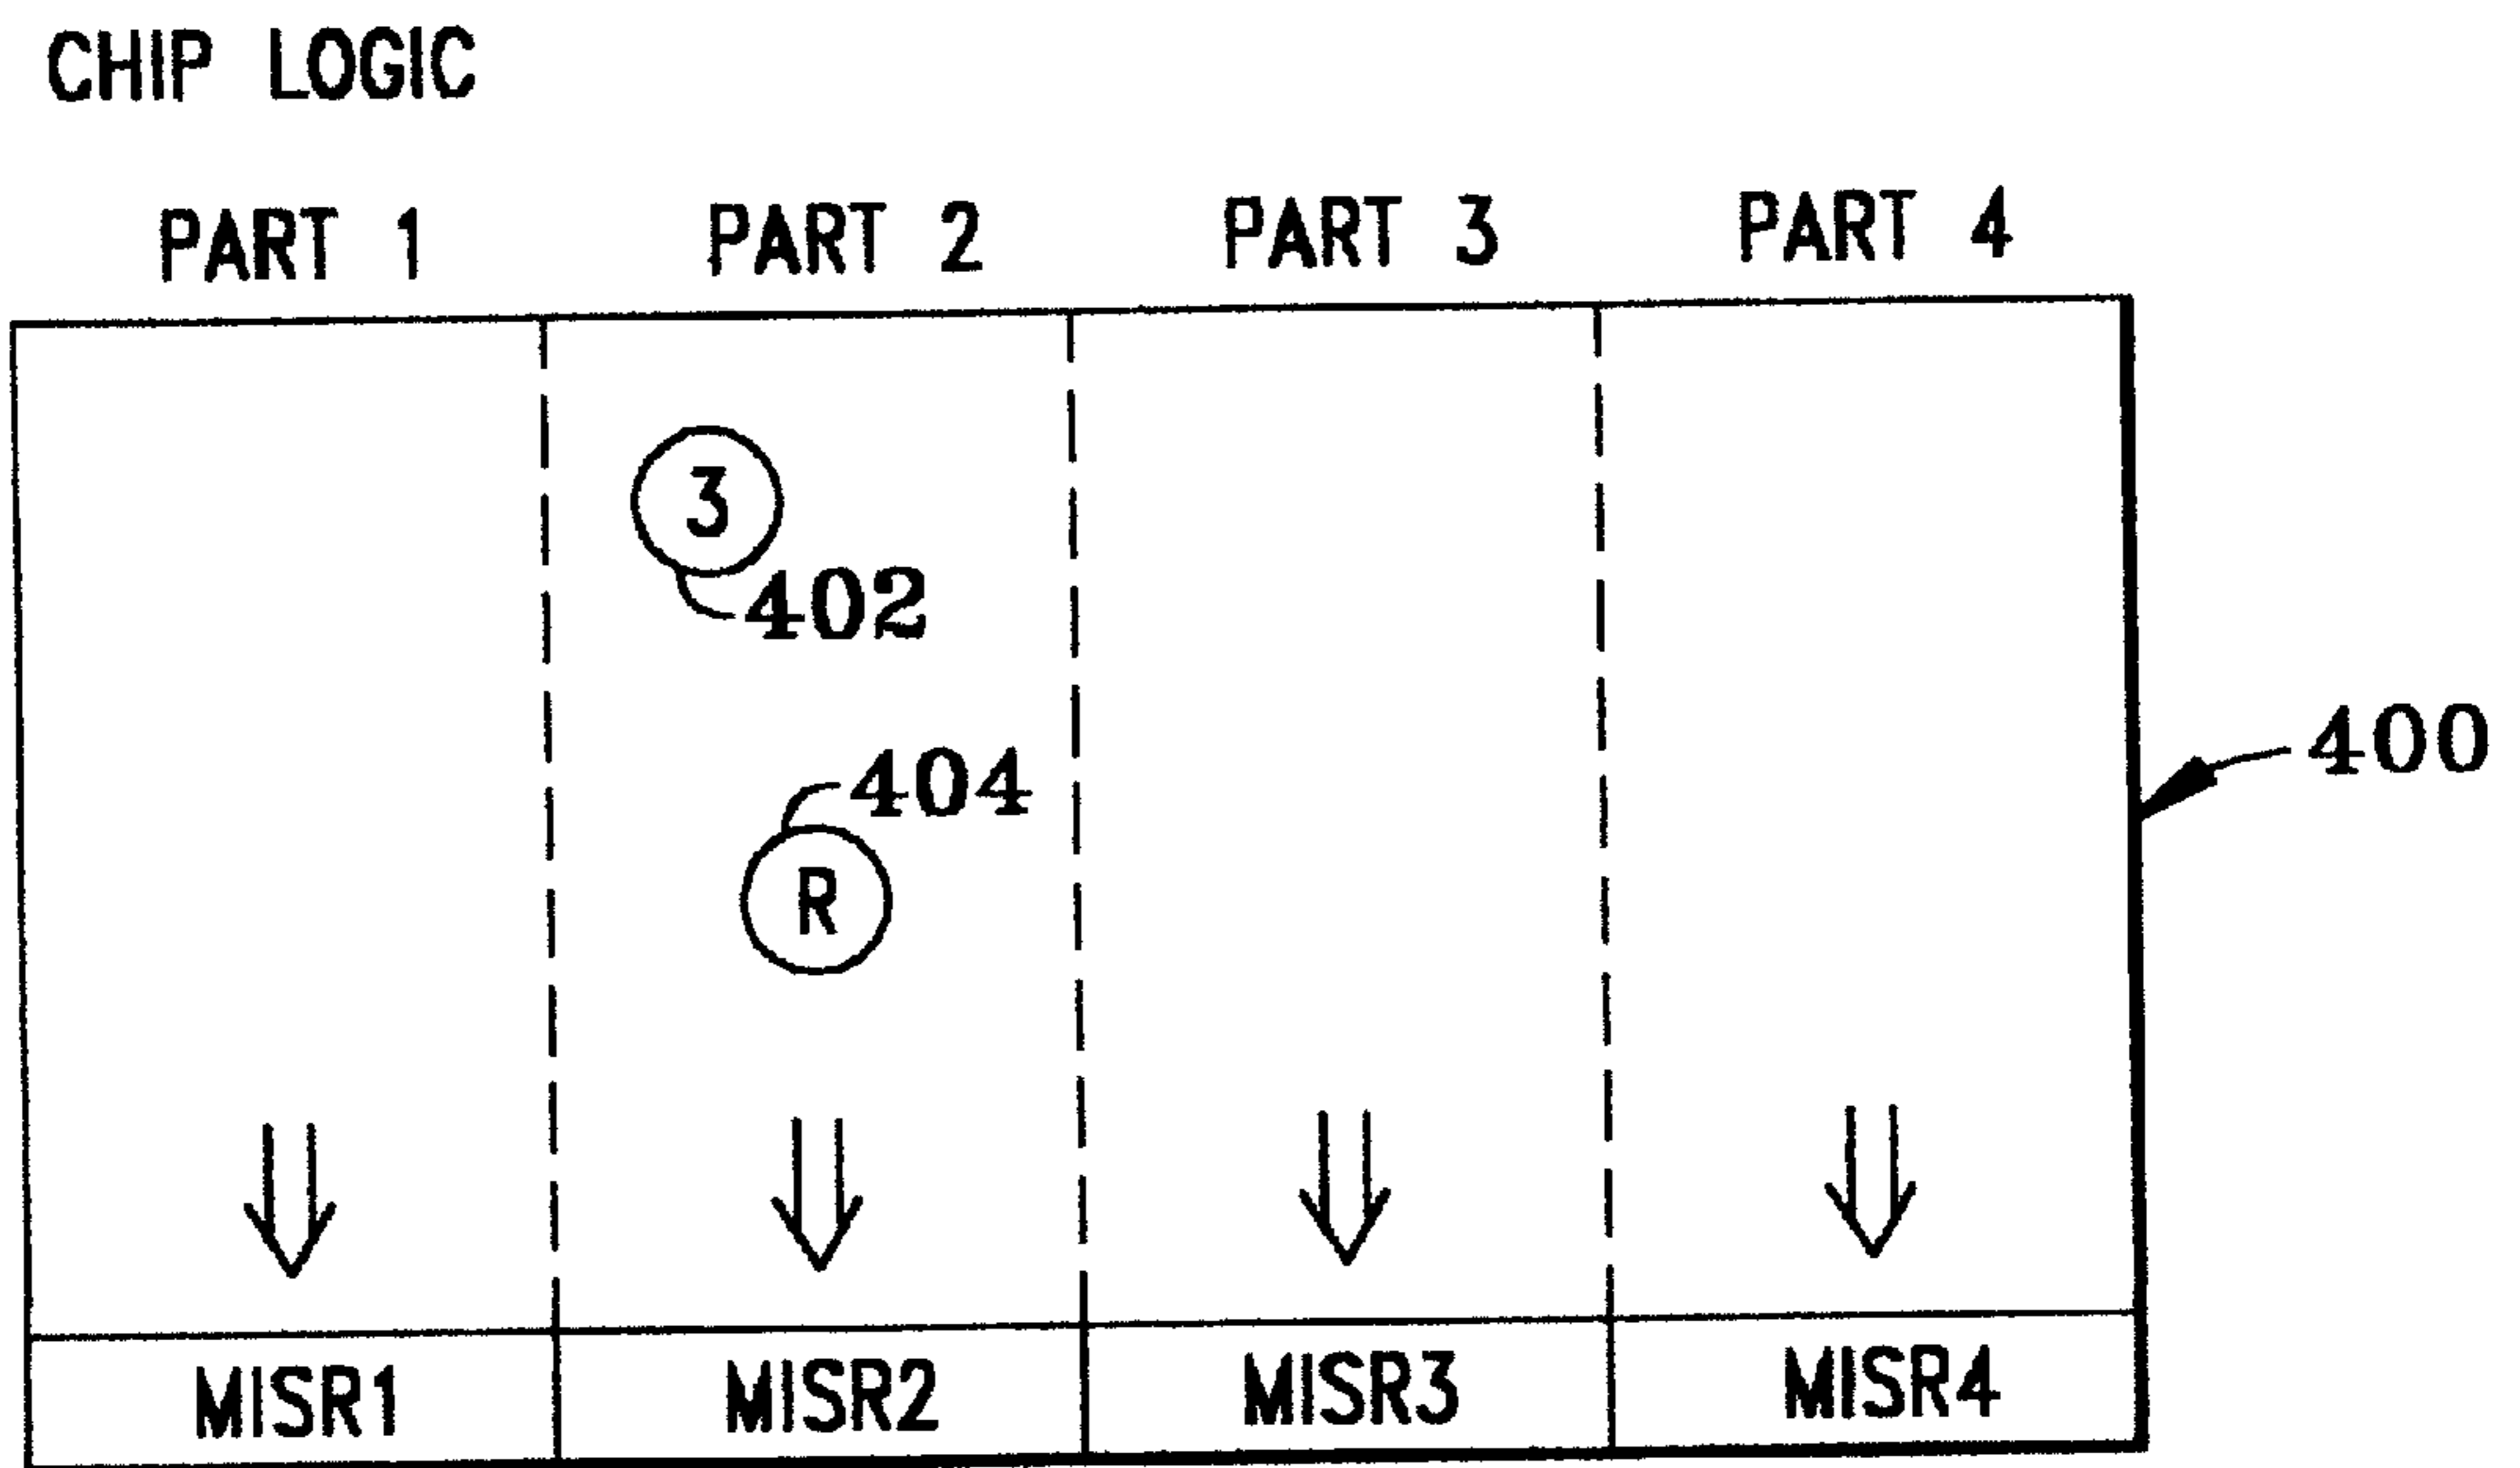 CHIP LOGIC
PART 1 PART 2 PART 3 PART 4
3
402
400
404
R
MISR1 MISR2 MISR3 MISR4